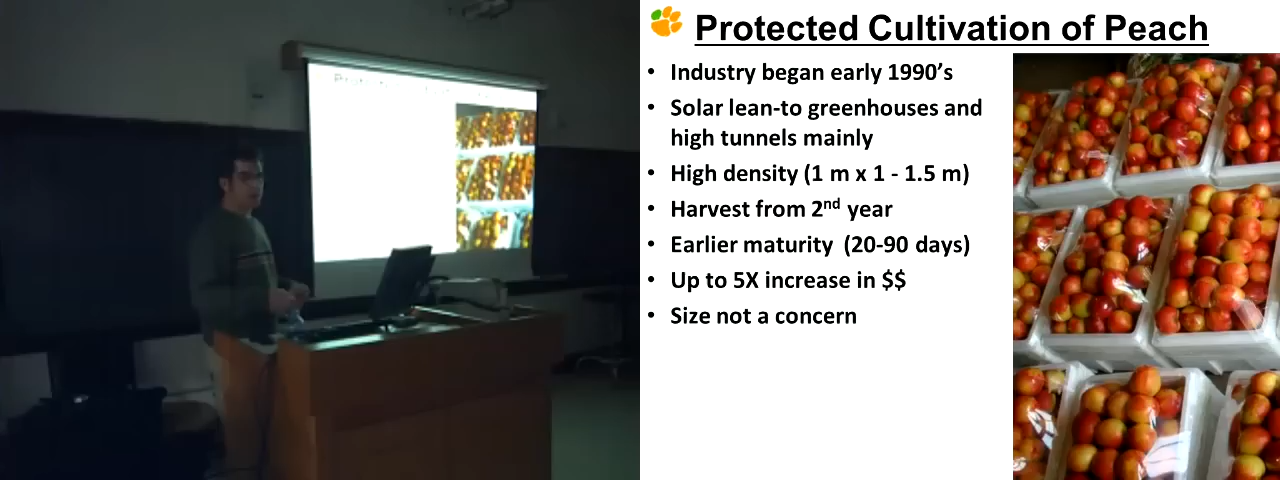 Protected Cultivation of Peach
• Industry began early 1990’s
• Solar lean-to greenhouses and
high tunnels mainly
• High density (1 m x 1 - 1.5 m)
• Harvest from 2nd year
• Earlier maturity (20-90 days)
• Up to 5X increase in $$
• Size not a concern